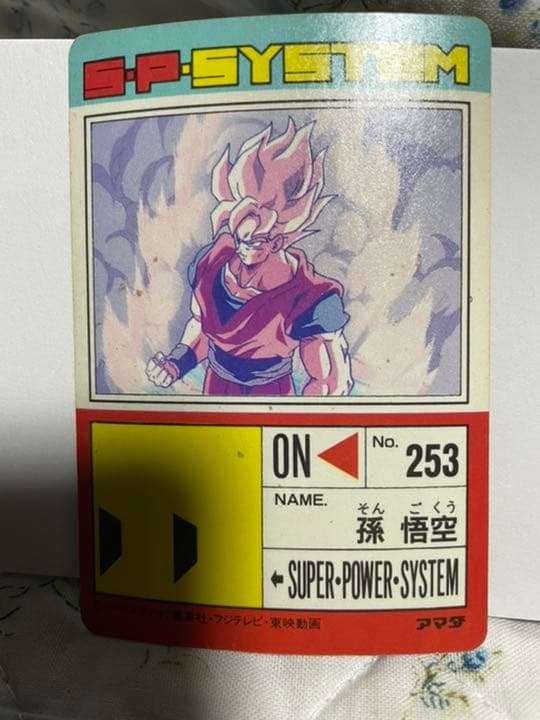 S・P・SYSTEM
ON
No. 253
NAME.
そん ご くう
孫 悟空
←SUPER・POWER・SYSTEM
集英社・フジテレビ・東映動画
アマダ